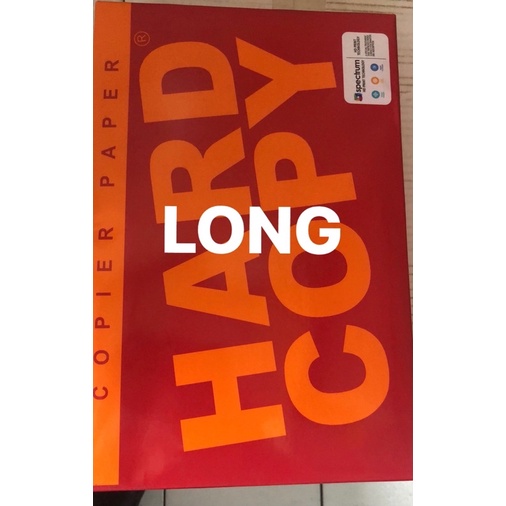 COPIER PAPER
®
HARD
COPY
LONG
spectrum